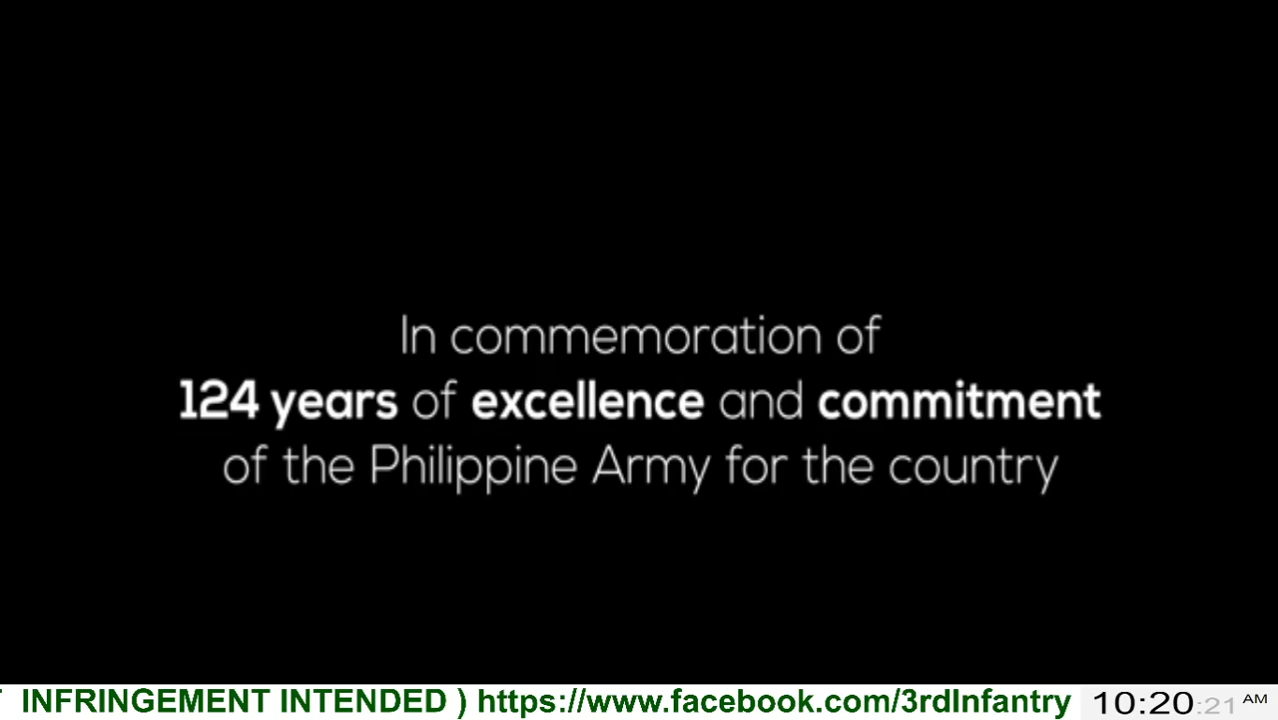 In commemoration of
124 years of excellence and commitment
of the Philippine Army for the country
INFRINGEMENT INTENDED ) https://www.facebook.com/3rdInfantry
10:20:21 AM